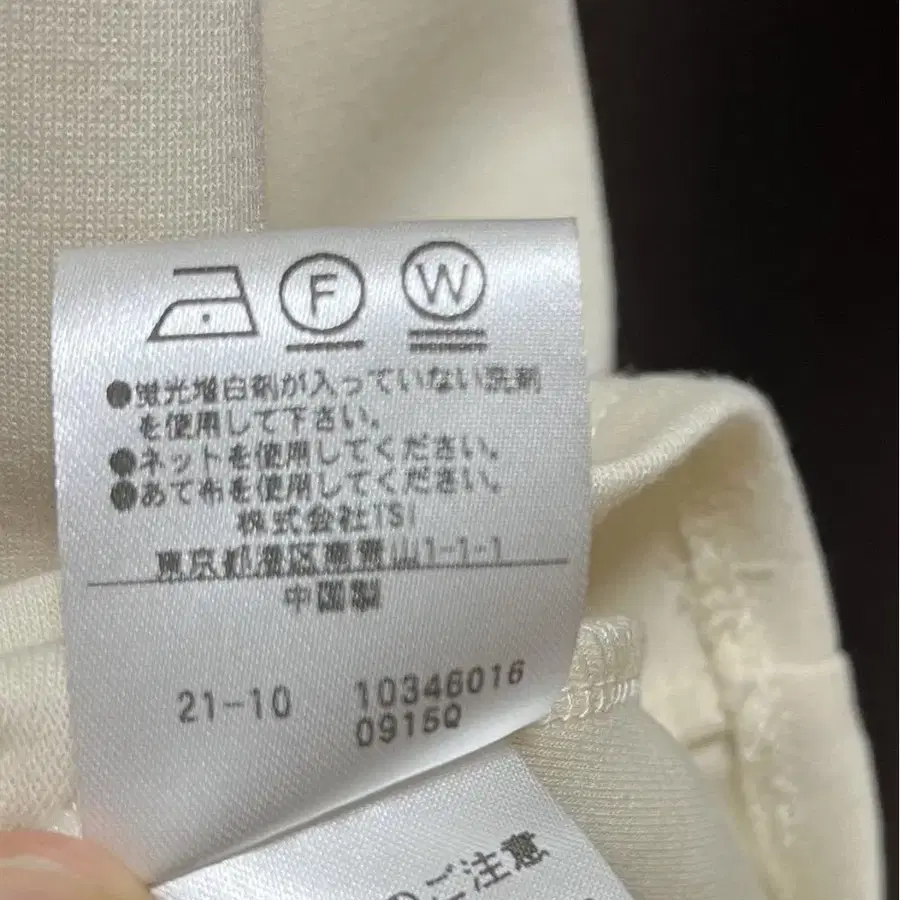 F W
●蛍光増白剤が入っていない洗剤
を使用して下さい。
●ネットを使用してください。
●あて布を使用してください。
株式会社ISI
東京都港区南青山1-1-1
中国製
21-10 10346016
0915Q
のご注意